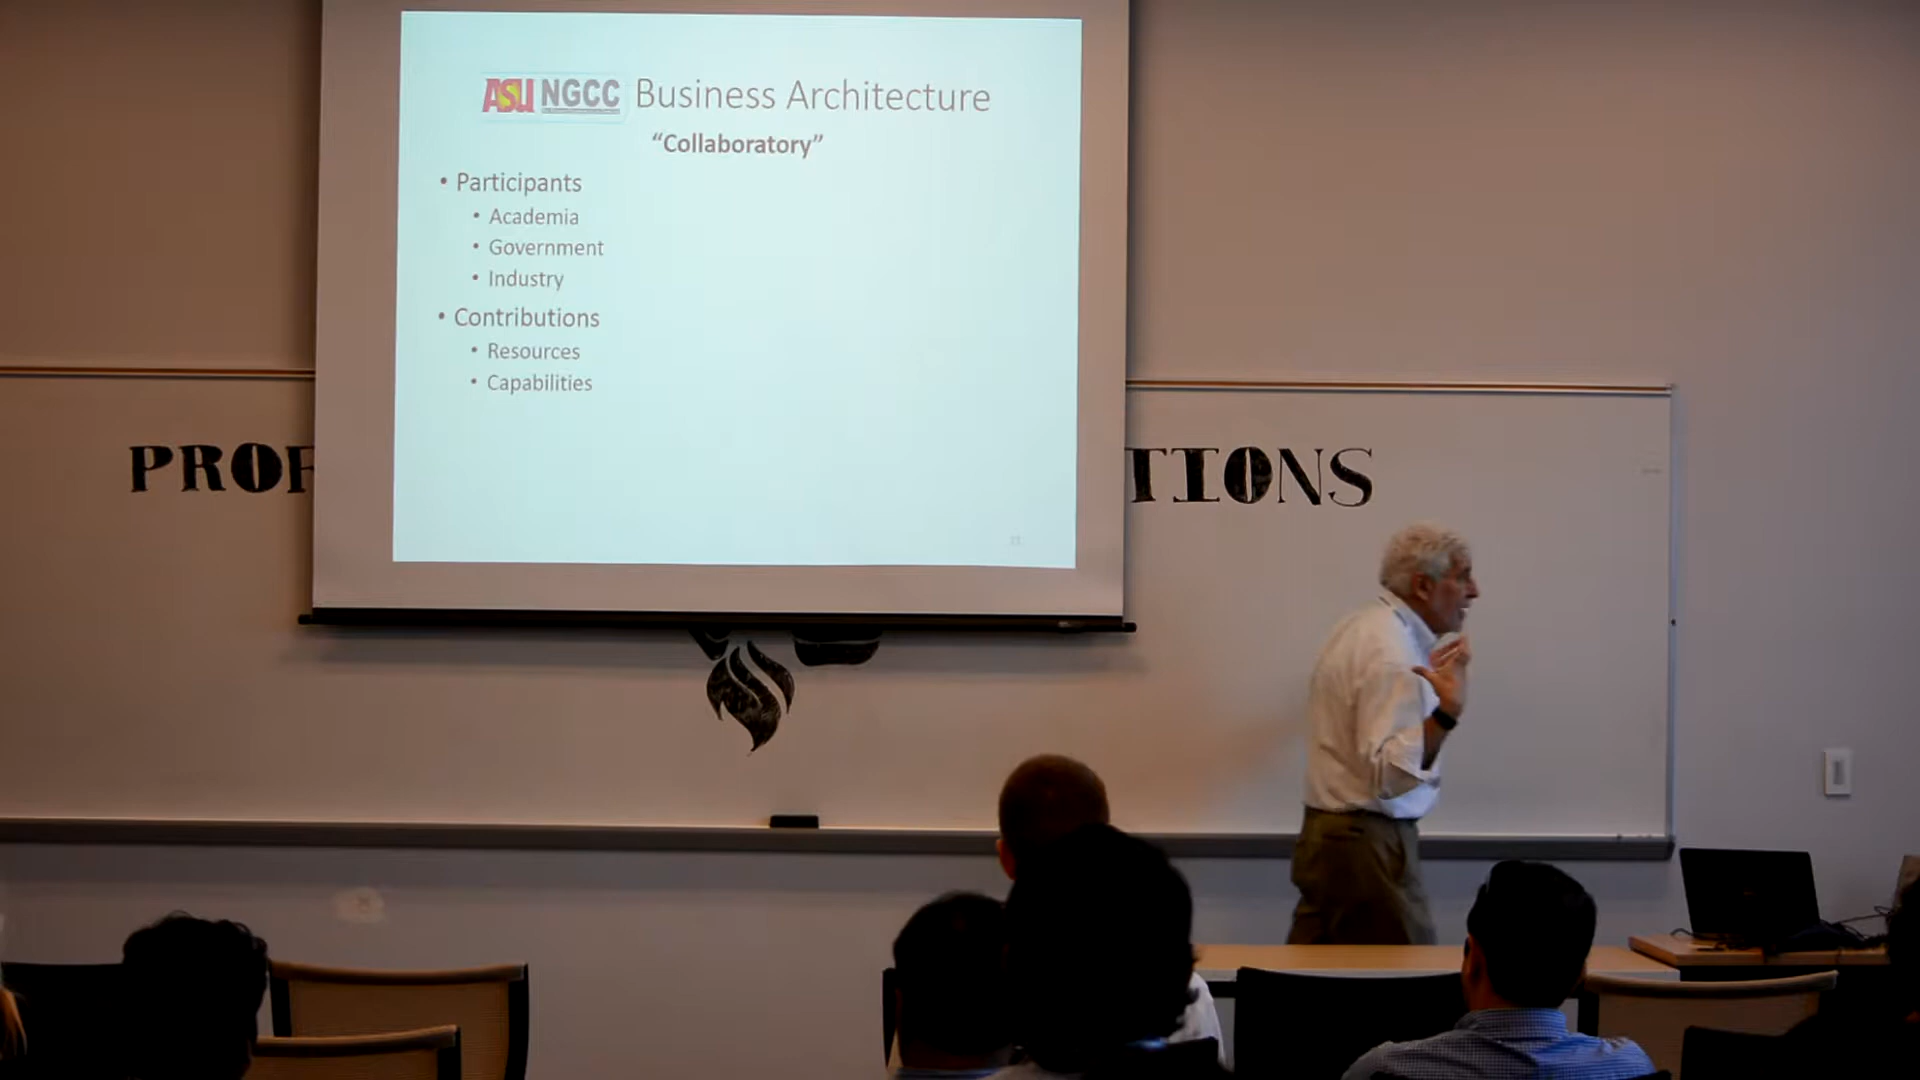 ASU NGCC Business Architecture
“Collaboratory”
• Participants
• Academia
• Government
• Industry
• Contributions
• Resources
• Capabilities
PROF
TIONS